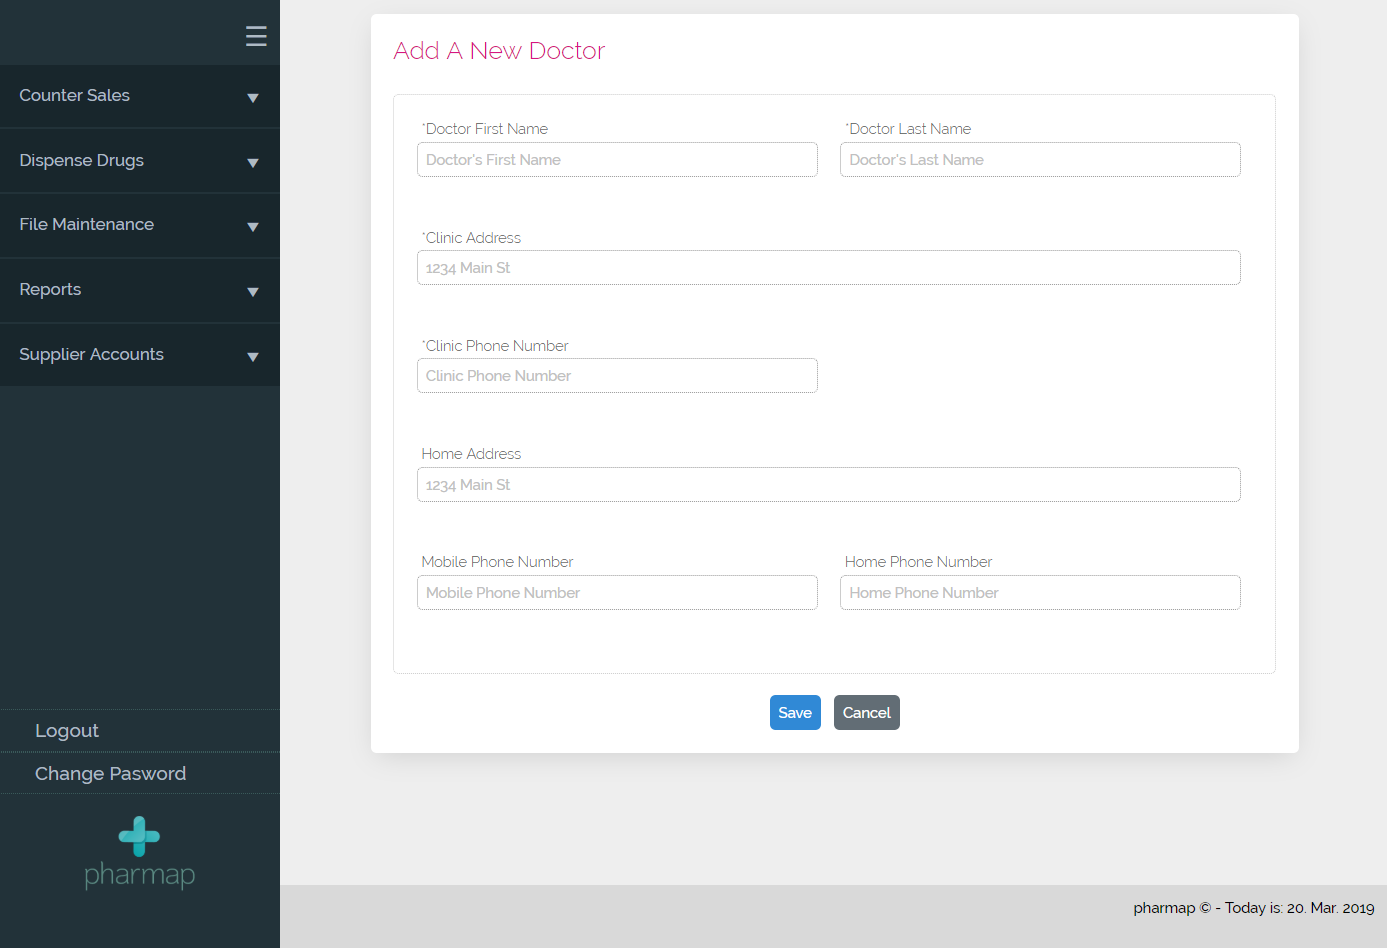 Counter Sales
Dispense Drugs
File Maintenance
Reports
Supplier Accounts
Logout
Change Pasword
pharmap
Add A New Doctor
*Doctor First Name
*Doctor Last Name
Doctor's First Name
Doctor's Last Name
*Clinic Address
1234 Main St
*Clinic Phone Number
Clinic Phone Number
Home Address
1234 Main St
Mobile Phone Number
Home Phone Number
Mobile Phone Number
Home Phone Number
Save
Cancel
pharmap © - Today is: 20. Mar. 2019